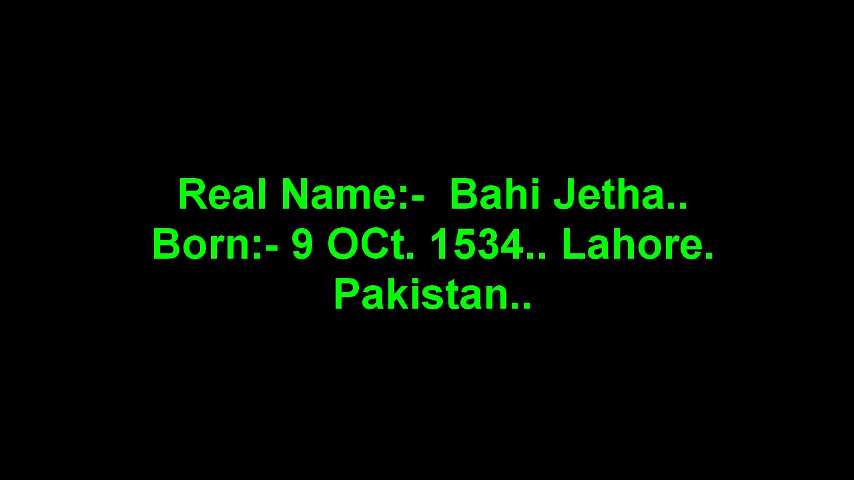 Real Name:-  Bahi Jetha..
Born:- 9 OCt. 1534.. Lahore.
Pakistan..